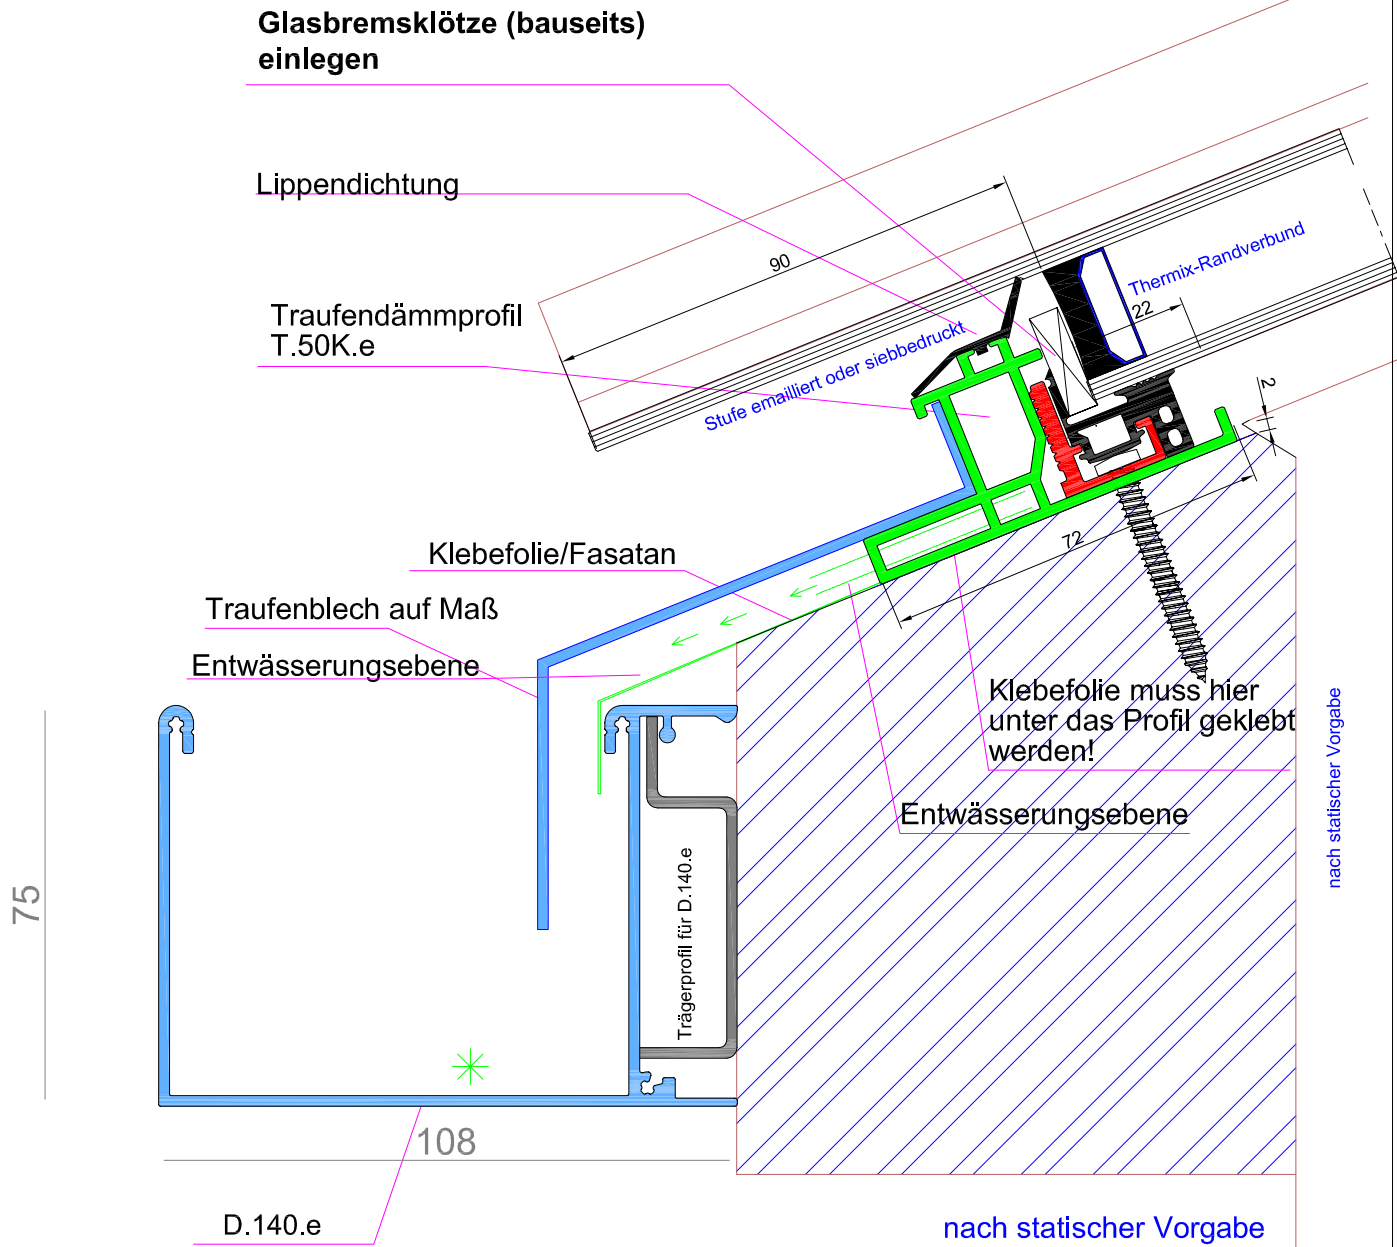 Glasbremsklötze (bauseits)
einlegen
Lippendichtung
90
Thermix-Randverbund
22
Traufendämmprofil
T.50K.e
Stufe emailliert oder siebbedruckt
2
72
Klebefolie/Fasatan
Traufenblech auf Maß
Entwässerungsebene
Klebefolie muss hier
unter das Profil geklebt
werden!
Entwässerungsebene
nach statischer Vorgabe
Trägerprofil für D.140.e
75
108
D.140.e
nach statischer Vorgabe